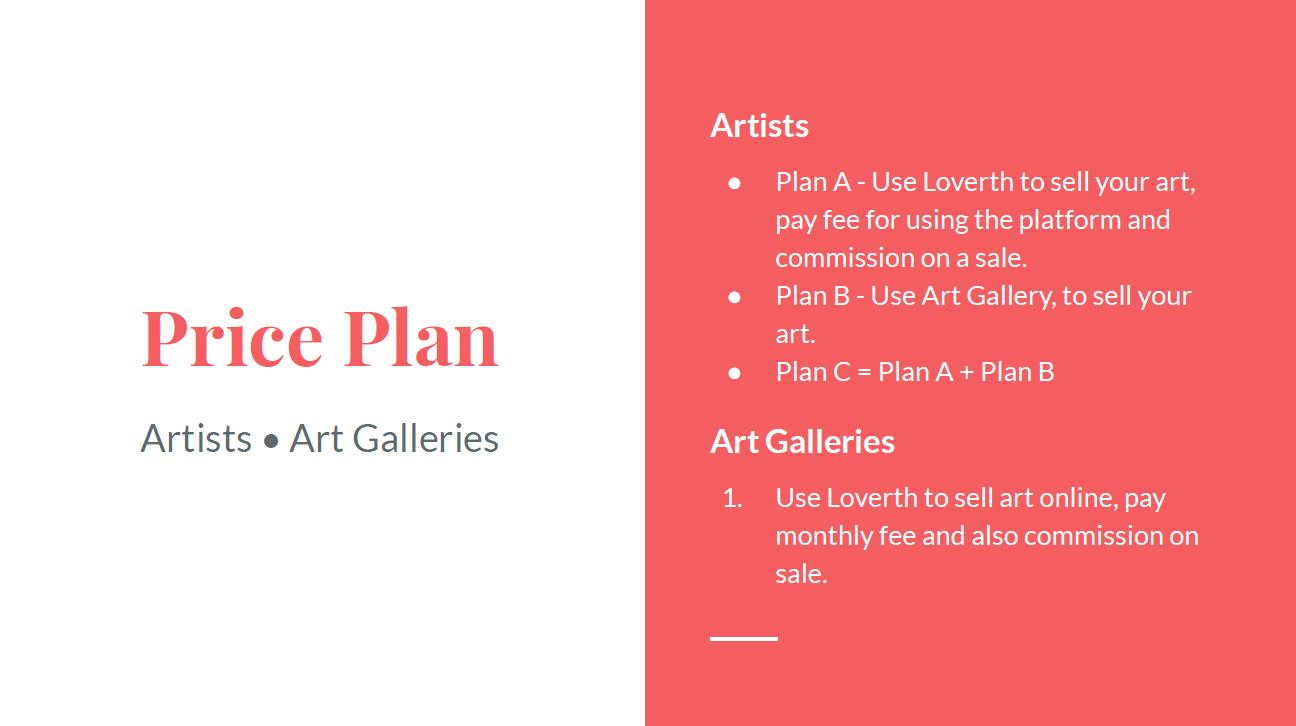 Price Plan
Artists ● Art Galleries
Artists
● Plan A - Use Loverth to sell your art,
pay fee for using the platform and
commission on a sale.
● Plan B - Use Art Gallery, to sell your
art.
● Plan C = Plan A + Plan B
Art Galleries
1. Use Loverth to sell art online, pay
monthly fee and also commission on
sale.